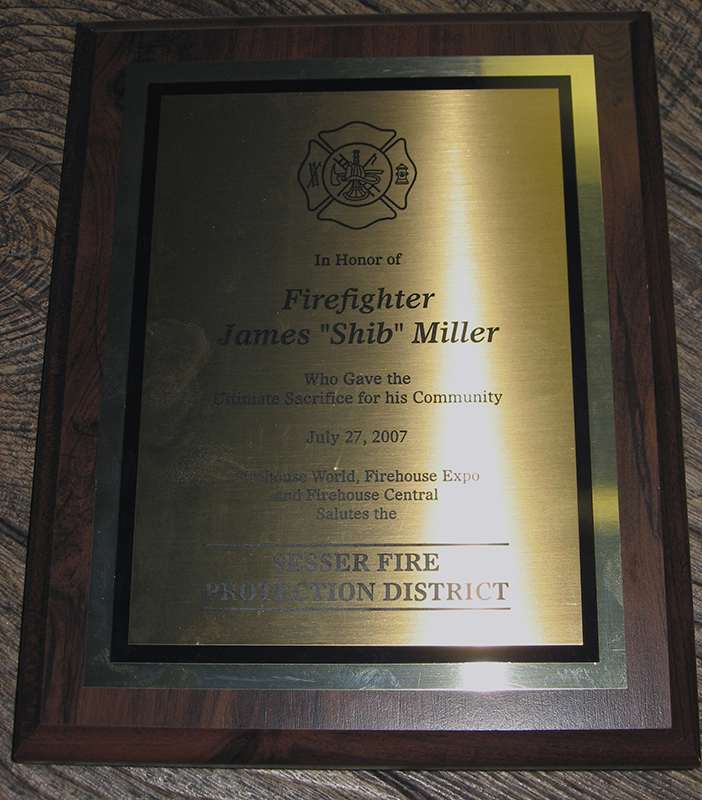 In Honor of
Firefighter
James "Shib" Miller
Who Gave the
Ultimate Sacrifice for his Community
July 27, 2007
Firehouse World, Firehouse Expo
and Firehouse Central
Salutes the
SESSER FIRE
PROTECTION DISTRICT